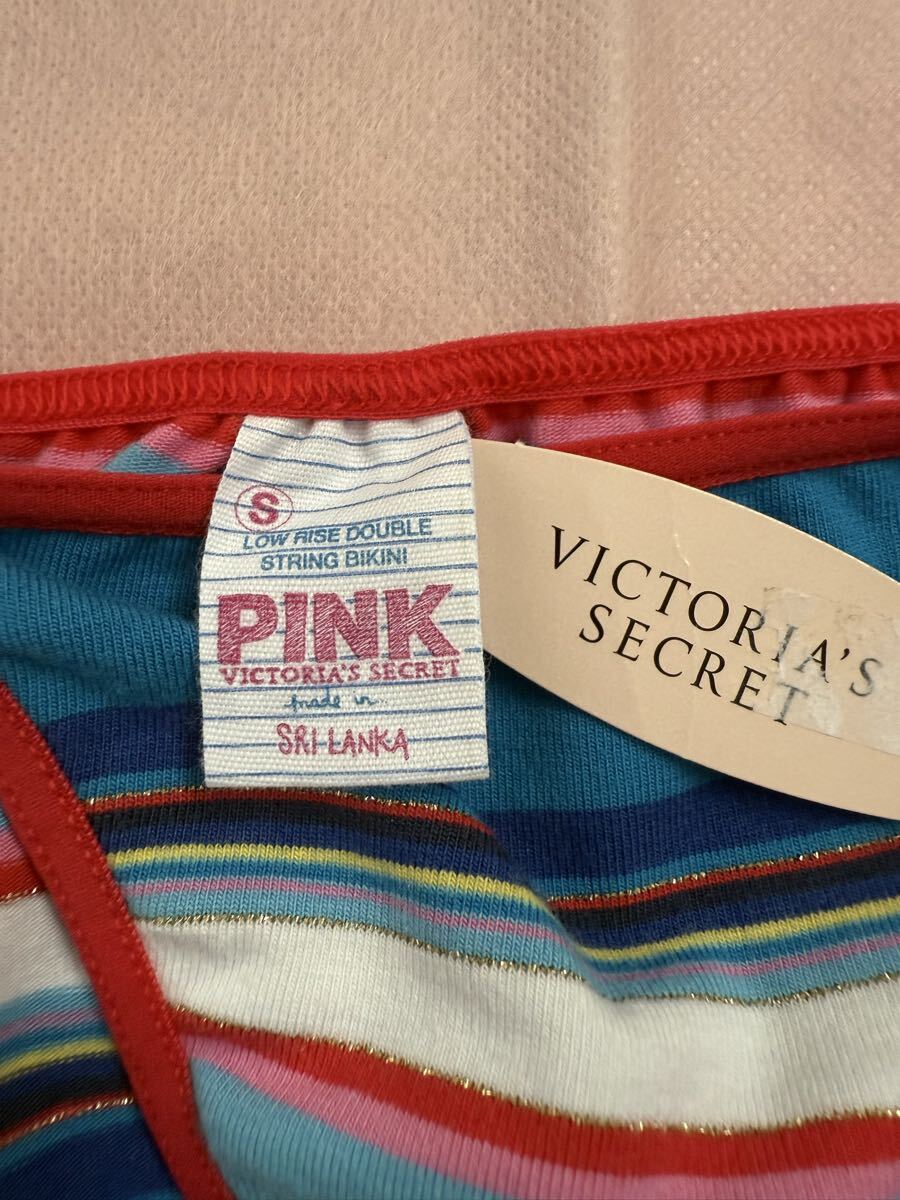 S
LOW RISE DOUBLE
STRING BIKINI
PINK
VICTORIA'S SECRET
made in...
SRI LANKA
VICTORIA'S
SECRET